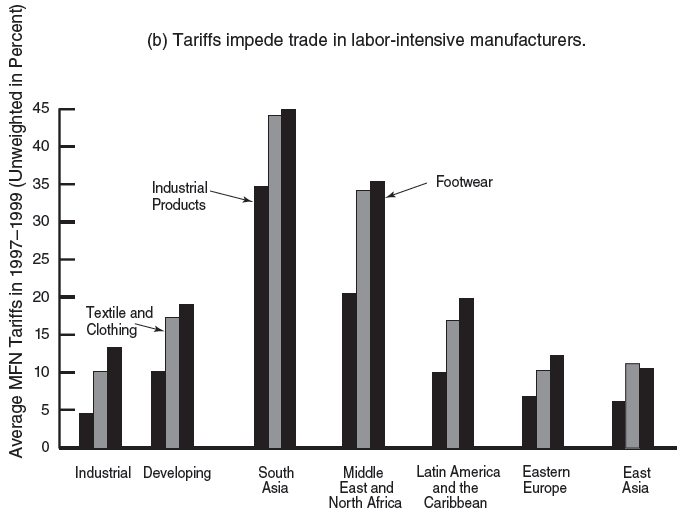 (b) Tariffs impede trade in labor-intensive manufacturers.
Average MFN Tariffs in 1997–1999 (Unweighted in Percent)
45
40
35
30
25
20
15
10
5
0
Industrial
Products
Footwear
Textile and
Clothing
Industrial
Developing
South
Asia
Middle
East and
North Africa
Latin America
and the
Caribbean
Eastern
Europe
East
Asia